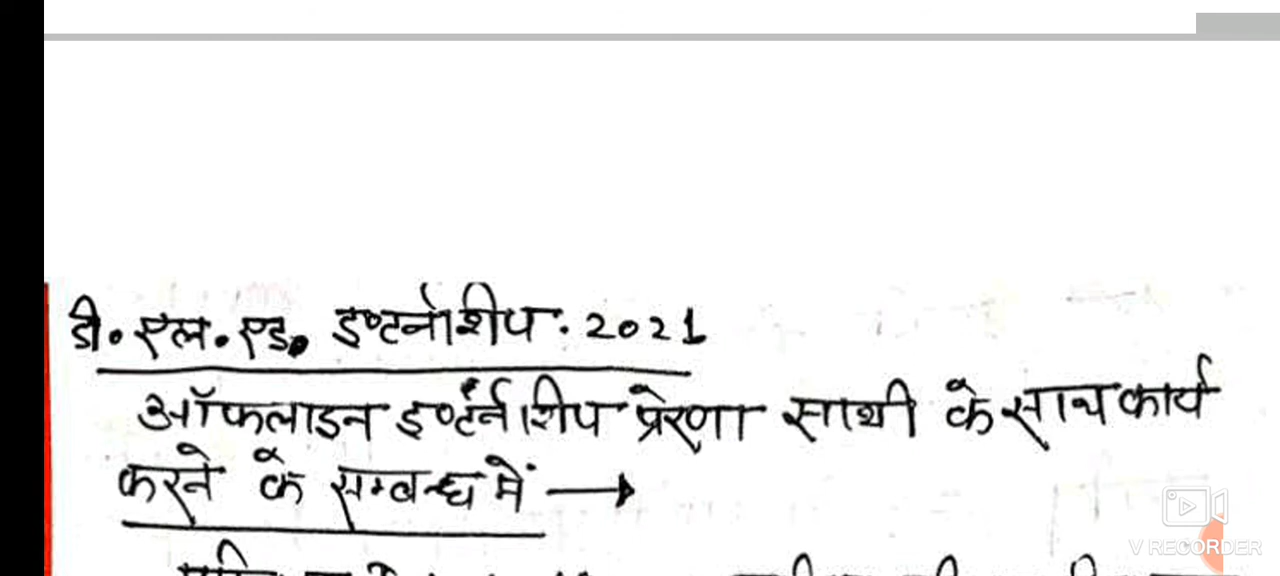 डी. एल. एड. इण्टर्नशिप. 2021
ऑफलाइन इण्टर्नशिप प्रेरणा साथी के साथ कार्य
करने के सम्बन्ध में →
V RECORDER